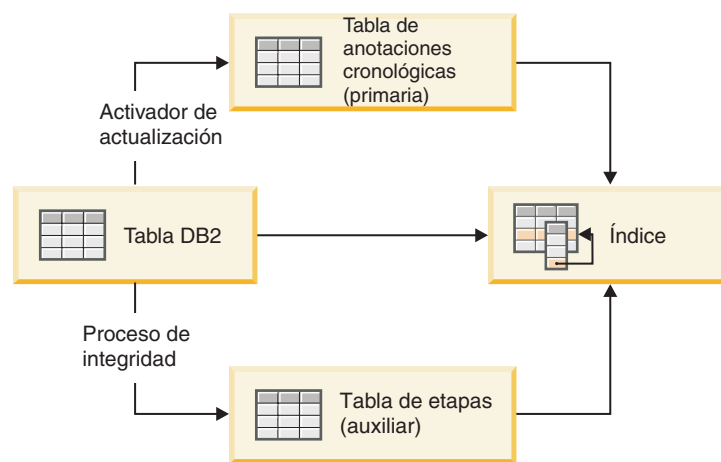 Tabla de
anotaciones
cronológicas
(primaria)
Activador de
actualización
Tabla DB2
Índice
Proceso de
integridad
Tabla de etapas
(auxiliar)